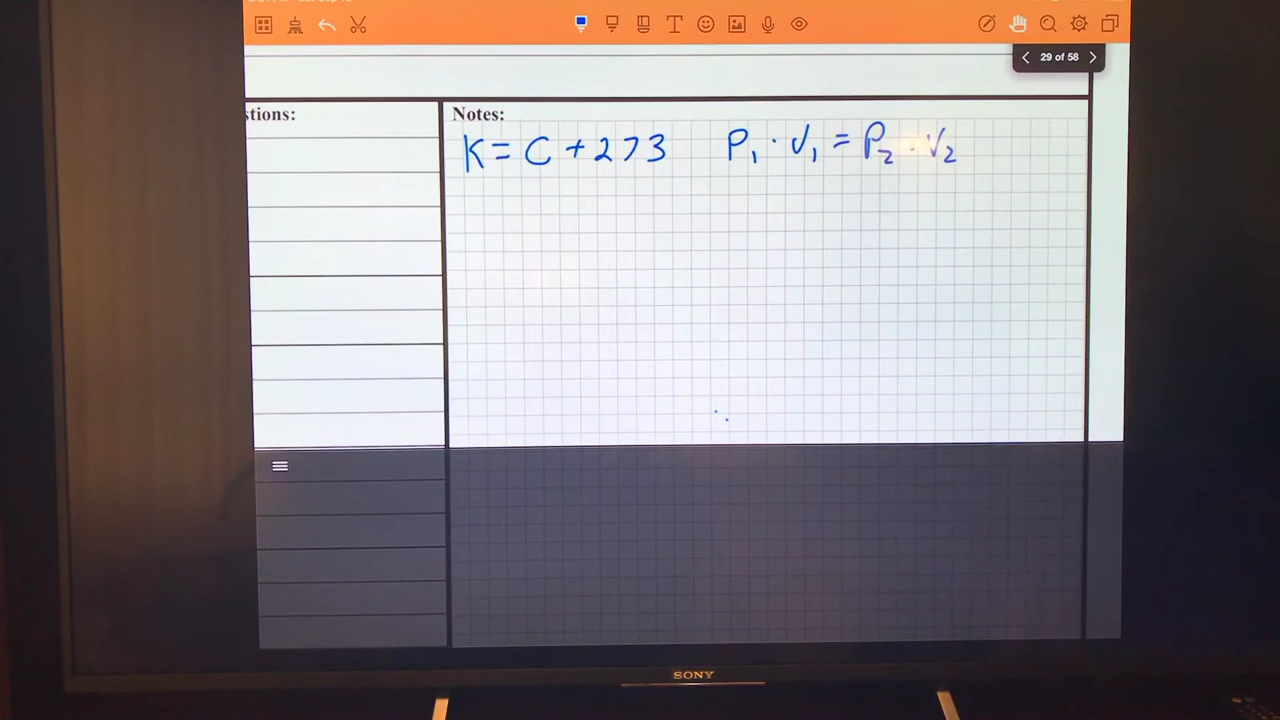 29 of 58
stions:
Notes:
K = C + 273
P₁ · V₁ = P₂ · V₂
SONY